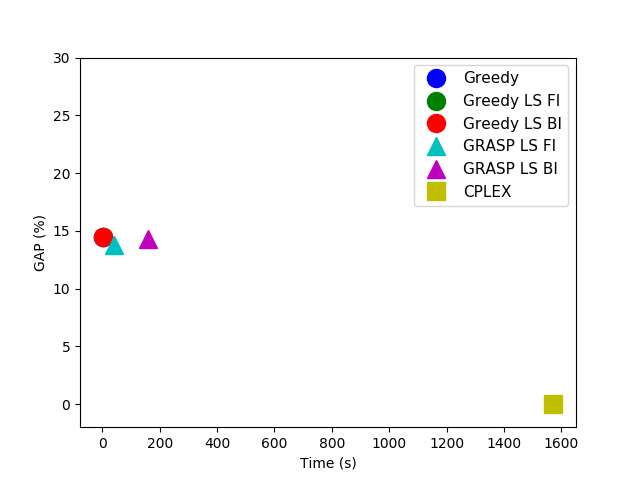 30
25
20
15
10
5
0
GAP (%)
0 200 400 600 800 1000 1200 1400 1600
Time (s)
Greedy
Greedy LS FI
Greedy LS BI
GRASP LS FI
GRASP LS BI
CPLEX